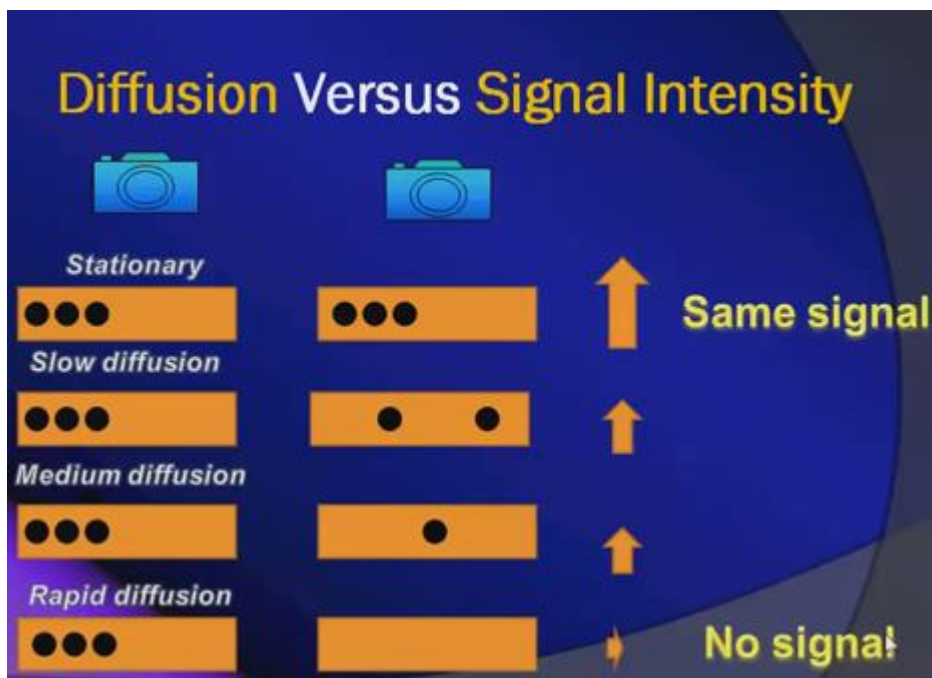 Diffusion Versus Signal Intensity
Stationary
Same signal
Slow diffusion
Medium diffusion
Rapid diffusion
No signal